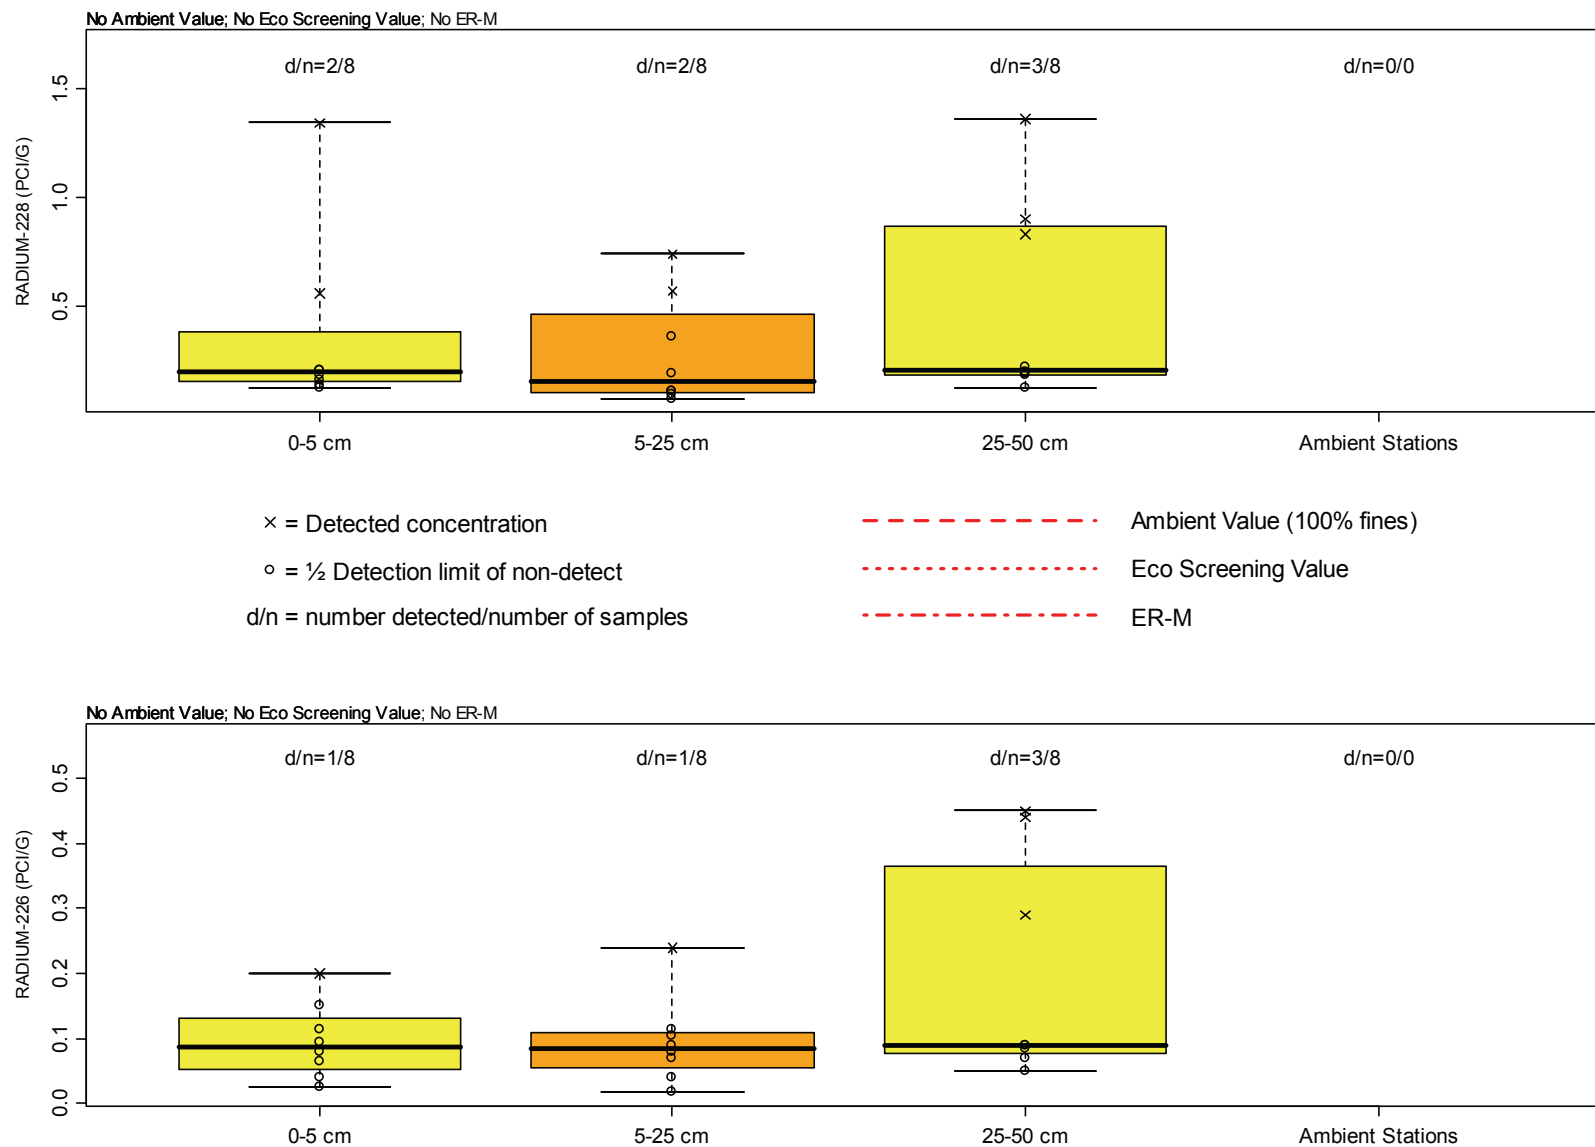 No Ambient Value; No Eco Screening Value; No ER-M
d/n=2/8 d/n=2/8 d/n=3/8 d/n=0/0
1.5
1.0
0.5
RADIUM-228 (PCI/G)
0-5 cm 5-25 cm 25-50 cm Ambient Stations
× = Detected concentration
Ambient Value (100% fines)
o = ½ Detection limit of non-detect
Eco Screening Value
d/n = number detected/number of samples
ER-M
No Ambient Value; No Eco Screening Value; No ER-M
d/n=1/8 d/n=1/8 d/n=3/8 d/n=0/0
0.5
0.4
0.3
0.2
0.1
0.0
RADIUM-226 (PCI/G)
0-5 cm 5-25 cm 25-50 cm Ambient Stations